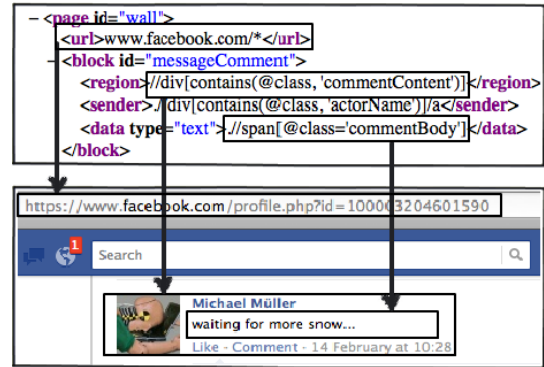 – <page id="wall">
<url>www.facebook.com/*</url>
– <block id="messageComment">
<region>//div[contains(@class, 'commentContent')]</region>
<sender>.//div[contains(@class, 'actorName')]/a</sender>
<data type="text">.//span[@class='commentBody']</data>
</block>
https://www.facebook.com/profile.php?id=100003204601590
1
Search
Michael Müller
waiting for more snow...
Like - Comment - 14 February at 10:28